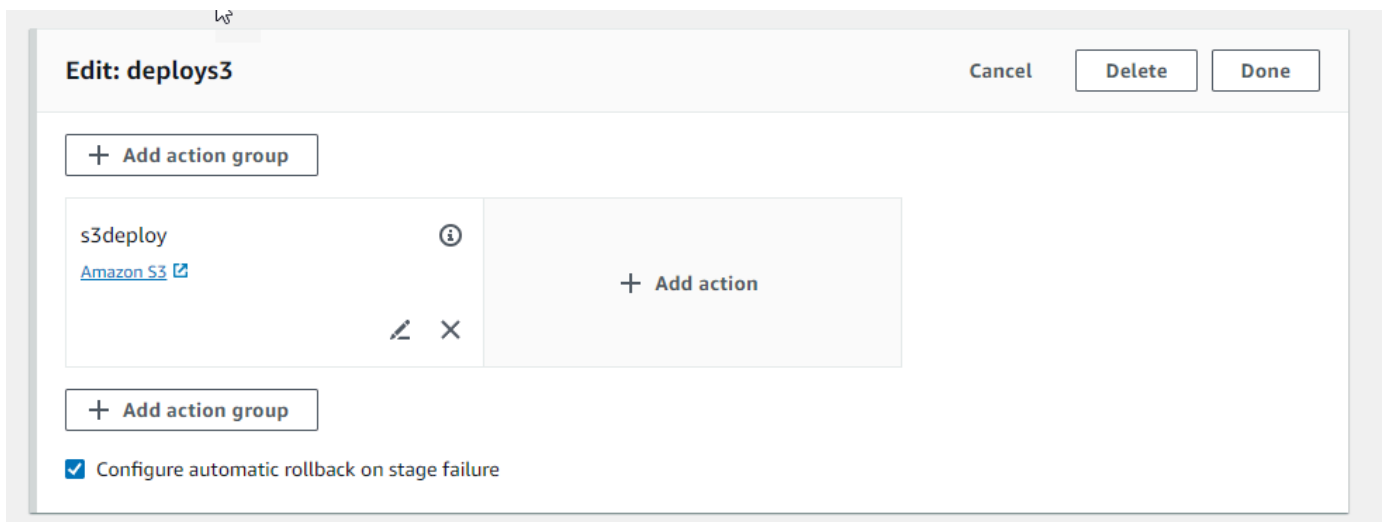 Edit: deploys3
Cancel
Delete
Done
Add action group
s3deploy
Amazon S3
Add action
Add action group
Configure automatic rollback on stage failure